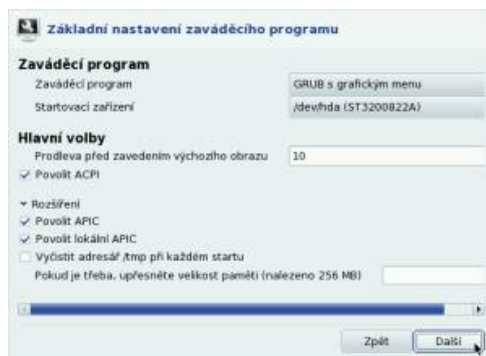 Základní nastavení zaváděcího programu
Zaváděcí program
Zaváděcí program GRUB s grafickým menu
Startovací zařízení /dev/hda (ST3200822A)
Hlavní volby
Prodleva před zavedením výchozího obrazu 10
Povolit ACPI
Rozšíření
Povolit APIC
Povolit lokální APIC
Vyčistit adresář /tmp při každém startu
Pokud je třeba, upřesněte velikost paměti (nalezeno 256 MB)
Zpět Další